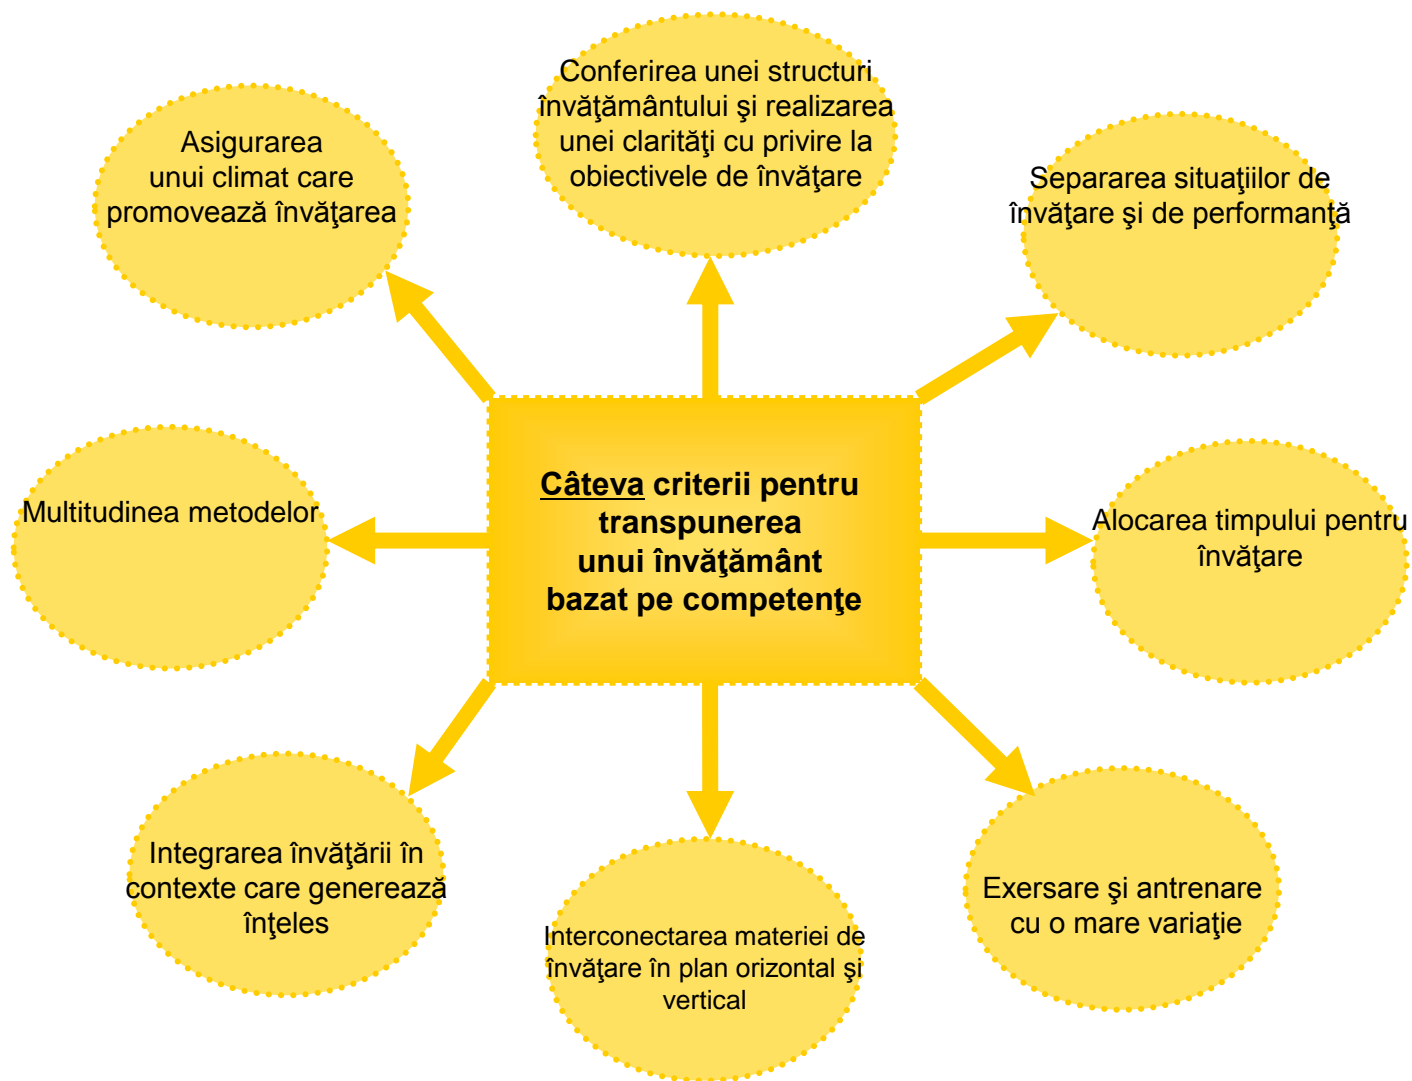 Conferirea unei structuri
învăţământului şi realizarea
unei clarităţi cu privire la
obiectivele de învăţare
Asigurarea
unui climat care
promovează învăţarea
Separarea situaţiilor de
învăţare şi de performanţă
Câteva criterii pentru
transpunerea
unui învăţământ
bazat pe competenţe
Multitudinea metodelor
Alocarea timpului pentru
învăţare
Integrarea învăţării în
contexte care generează
înţeles
Interconectarea materiei de
învăţare în plan orizontal şi
vertical
Exersare şi antrenare
cu o mare variaţie